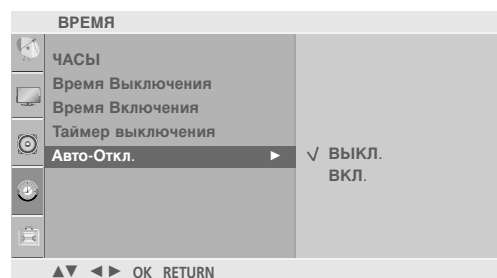 ВРЕМЯ
ЧАСЫ
Время Выключения
Время Включения
Таймер выключения
Авто-Откл. ► √ ВЫКЛ.
ВКЛ.
▲▼ ◄► OK RETURN